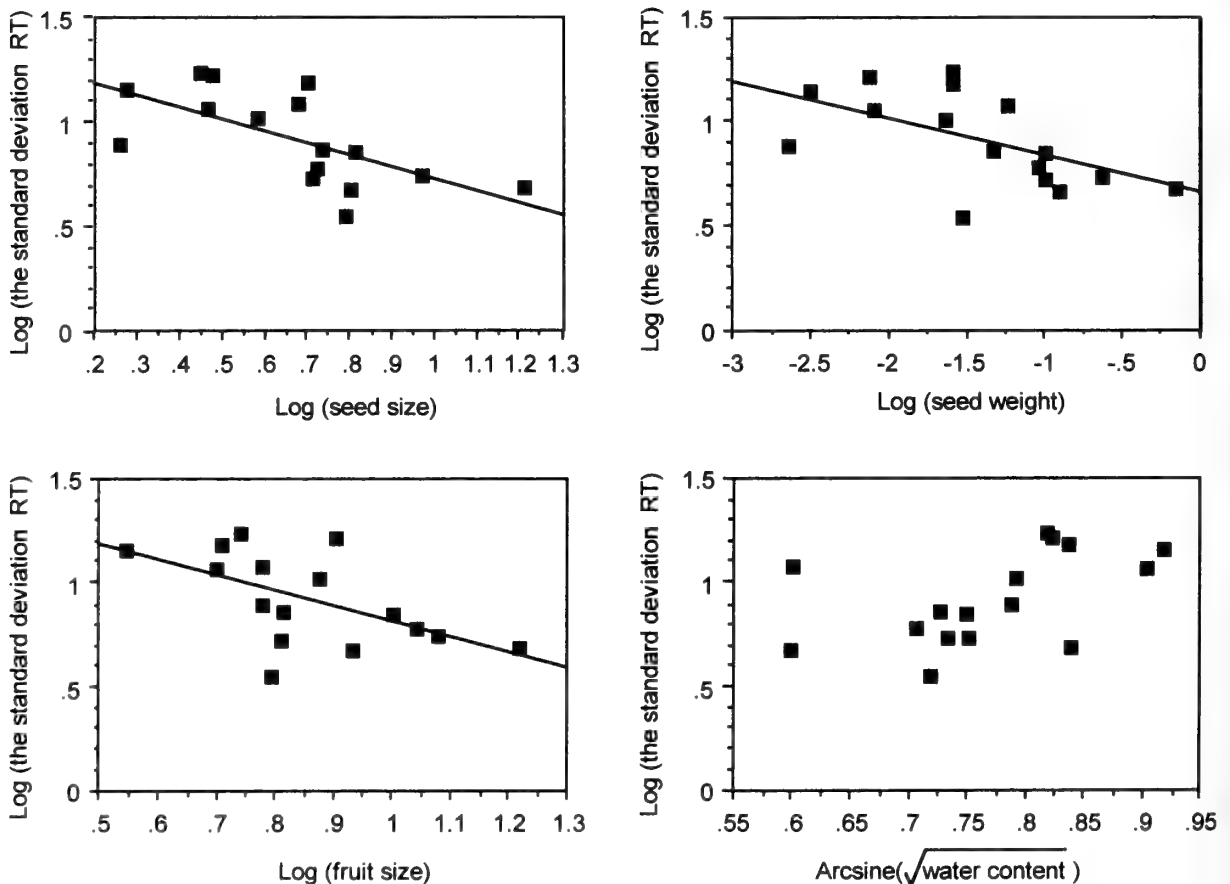 Log (the standard deviation RT)
1.5
1
.5
0
.2 .3 .4 .5 .6 .7 .8 .9 1 1.1 1.2 1.3
Log (seed size)
Log (the standard deviation RT)
1.5
1
.5
0
-3 -2.5 -2 -1.5 -1 -.5 0
Log (seed weight)
Log (the standard deviation RT)
1.5
1
.5
0
.5 .6 .7 .8 .9 1 1.1 1.2 1.3
Log (fruit size)
Log (the standard deviation RT)
1.5
1
.5
0
.55 .6 .65 .7 .75 .8 .85 .9 .95
Arcsine(√water content )